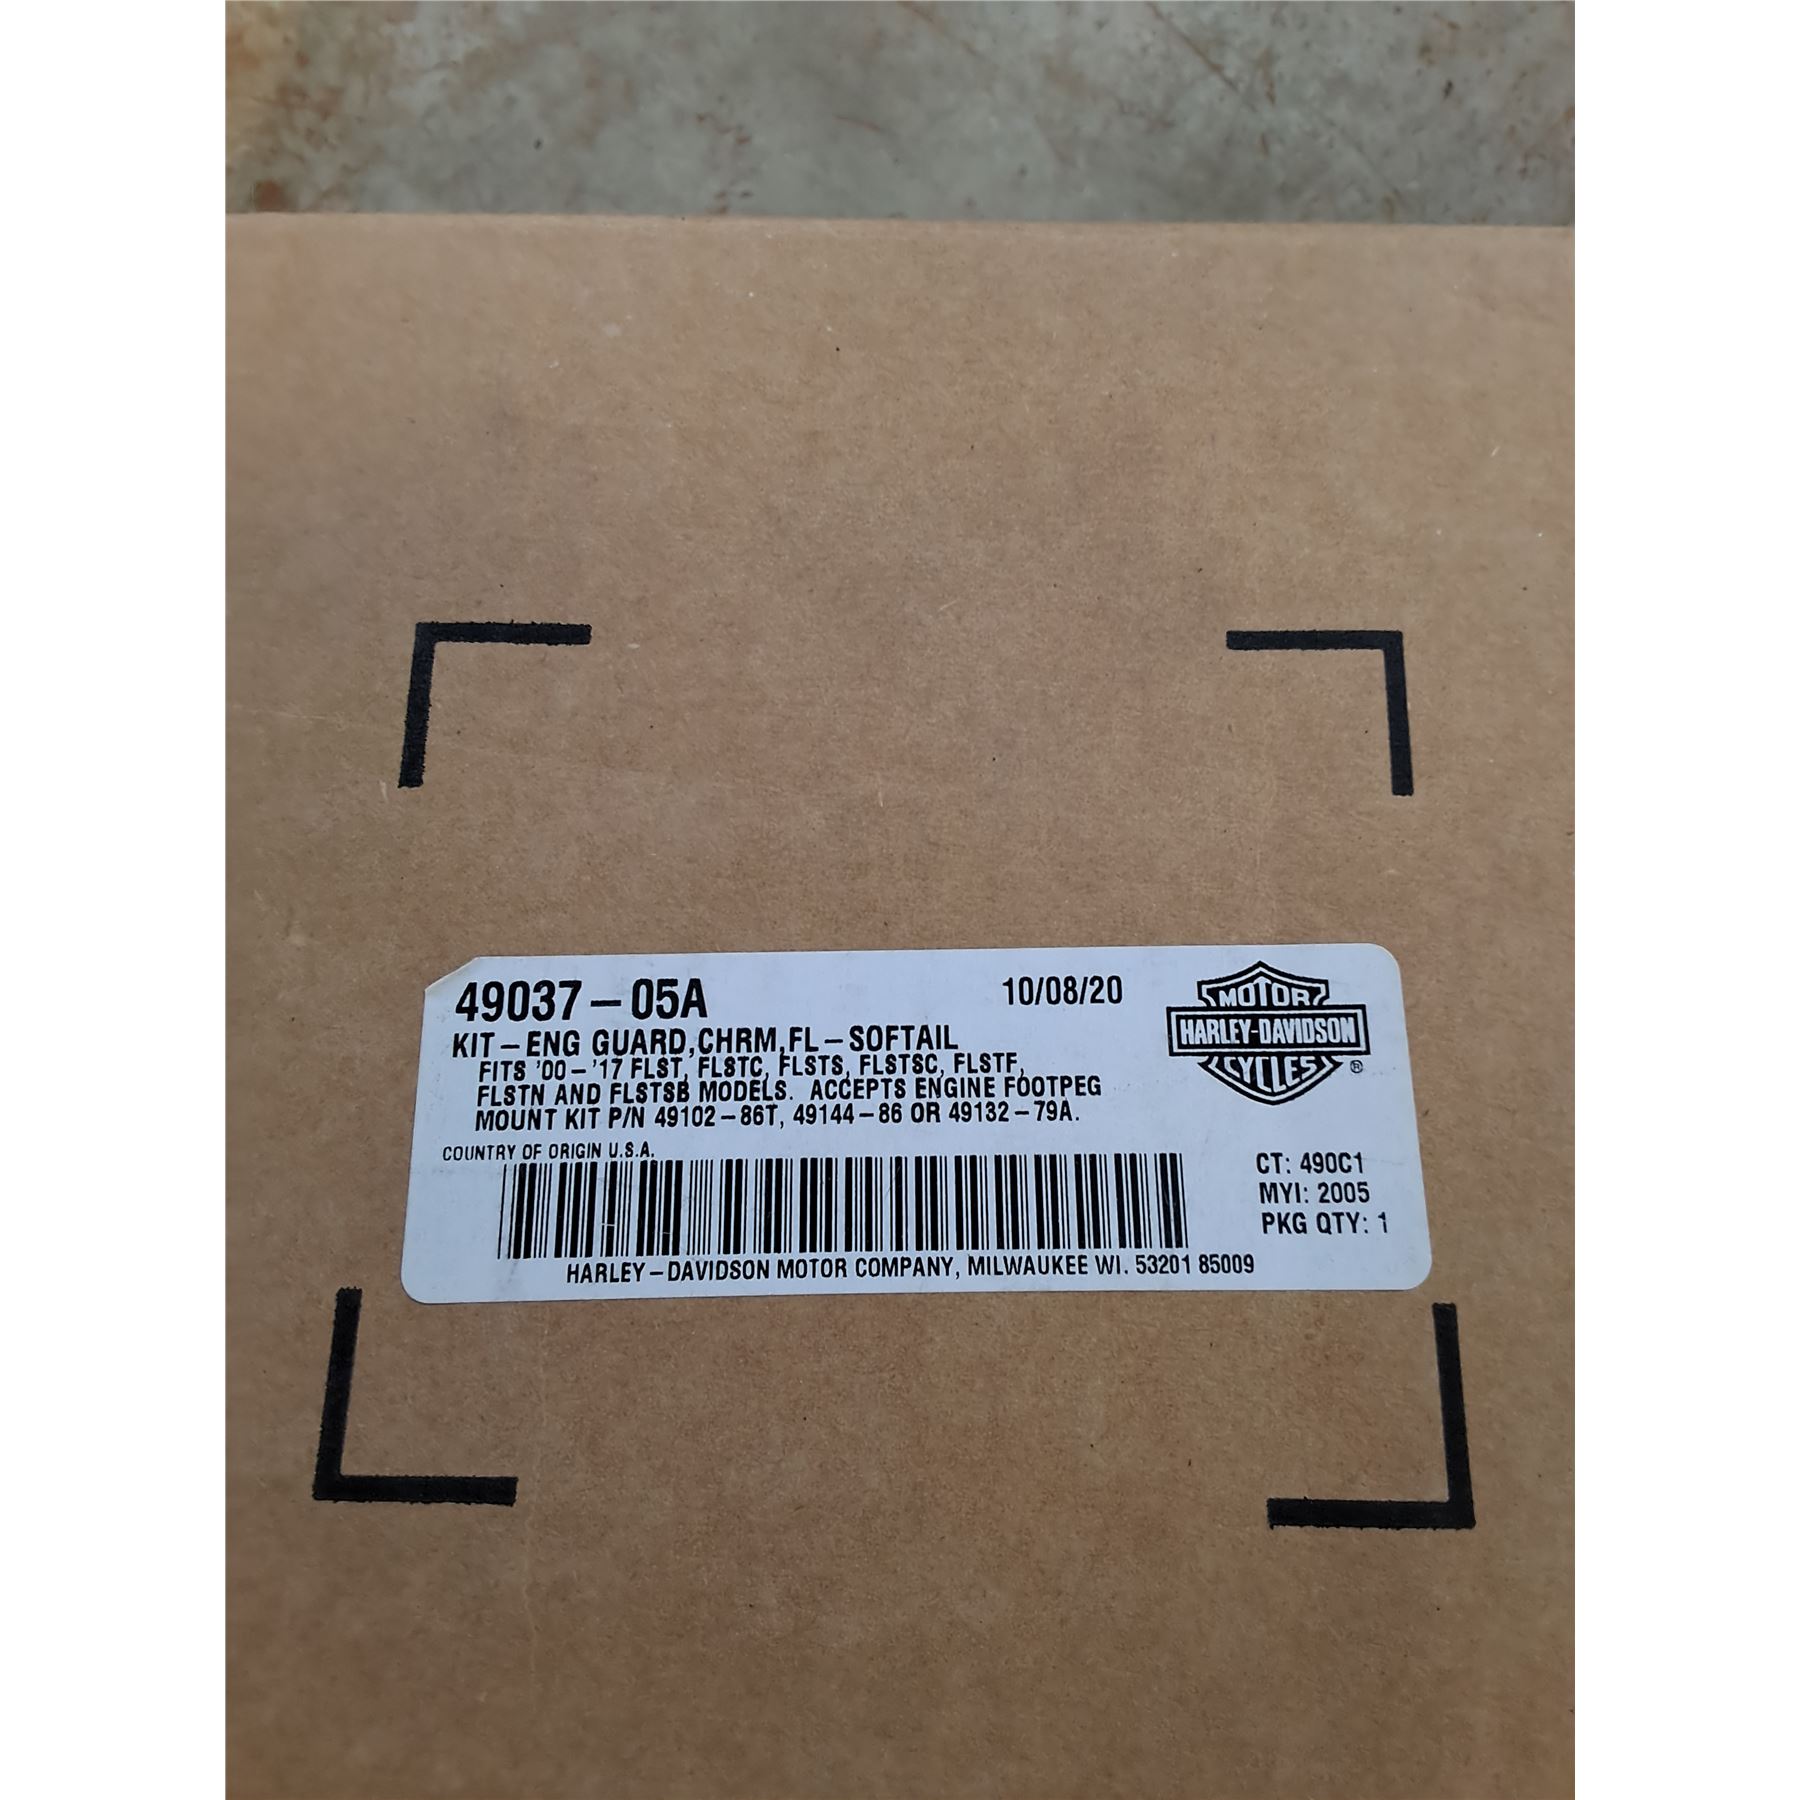 49037-05A 10/08/20
KIT-ENG GUARD,CHRM,FL-SOFTAIL
FITS '00-'17 FLST, FLSTC, FLSTS, FLSTSC, FLSTF,
FLSTN AND FLSTSB MODELS. ACCEPTS ENGINE FOOTPEG
MOUNT KIT P/N 49102-86T, 49144-86 OR 49132-79A.
MOTOR
HARLEY-DAVIDSON
CYCLES ®
COUNTRY OF ORIGIN U.S.A.
CT: 490C1
MYI: 2005
PKG QTY: 1
HARLEY-DAVIDSON MOTOR COMPANY, MILWAUKEE WI. 53201 85009